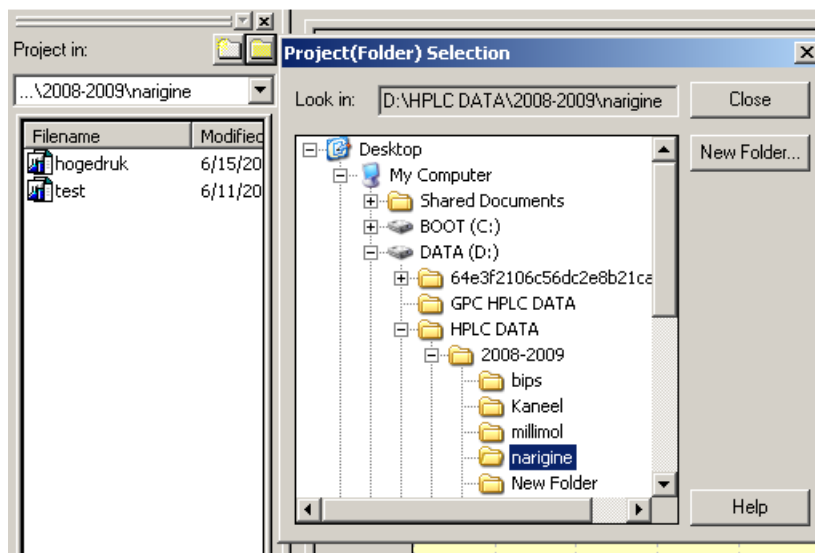 Project in:
...\2008-2009\narigine
Filename Modified
hogedruk 6/15/20
test 6/11/20
Project(Folder) Selection
Look in: D:\HPLC DATA\2008-2009\narigine Close
New Folder...
Desktop
My Computer
Shared Documents
BOOT (C:)
DATA (D:)
64e3f2106c56dc2e8b21ca
GPC HPLC DATA
HPLC DATA
2008-2009
bips
Kaneel
millimol
narigine
New Folder
Help